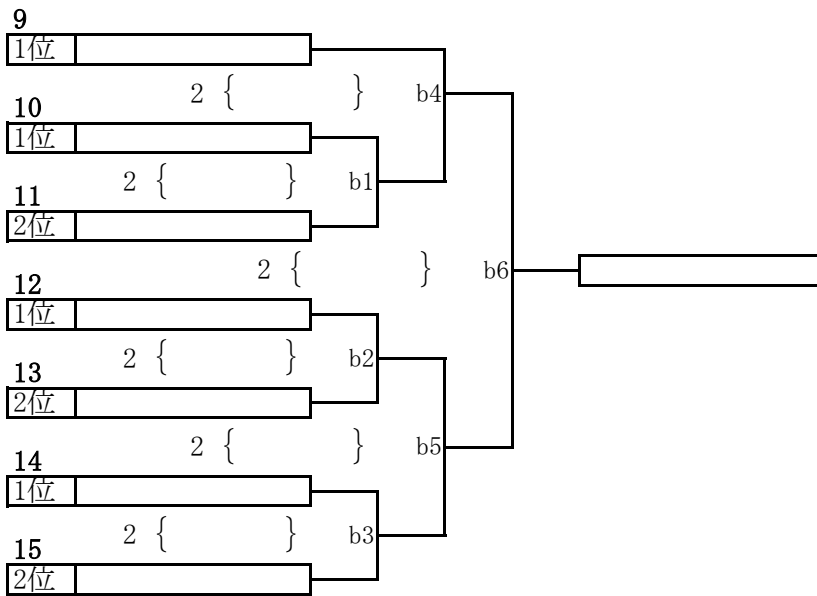 9
1位
2 { } b4
10
1位
2 { } b1
11
2位
2 { } b6
12
1位
2 { } b2
13
2位
2 { } b5
14
1位
2 { } b3
15
2位